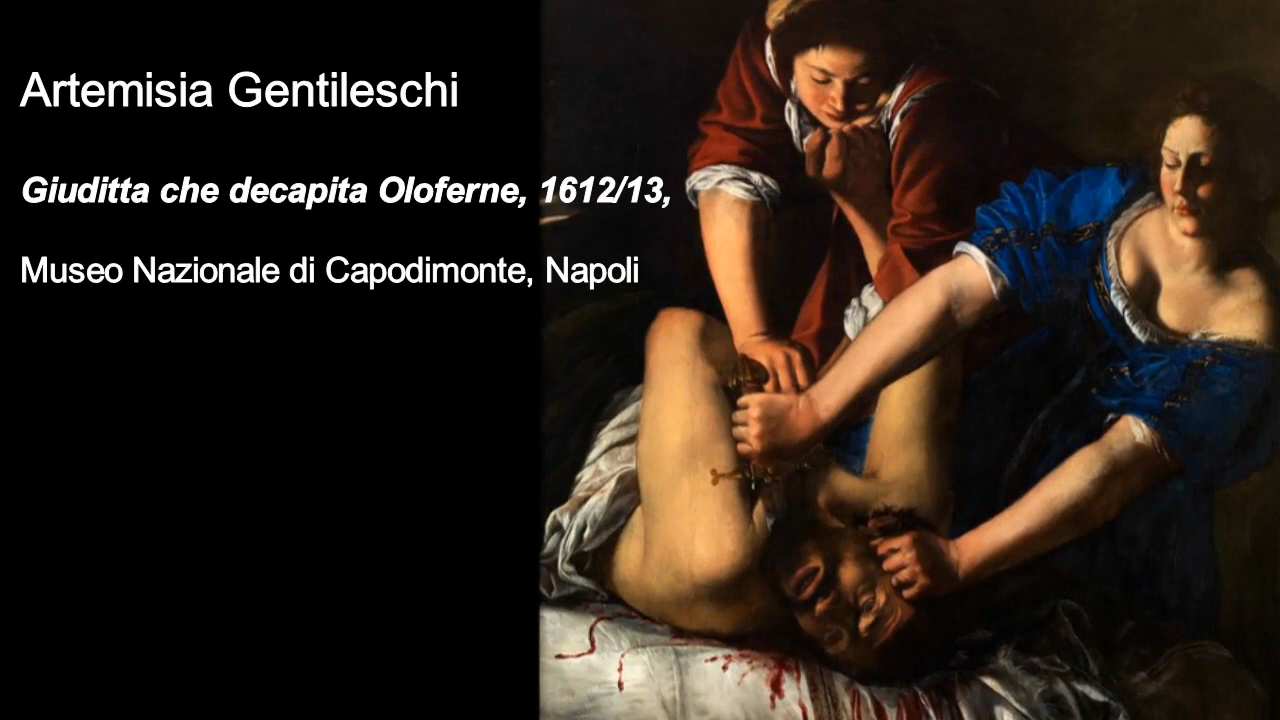 Artemisia Gentileschi
Giuditta che decapita Oloferne, 1612/13,
Museo Nazionale di Capodimonte, Napoli